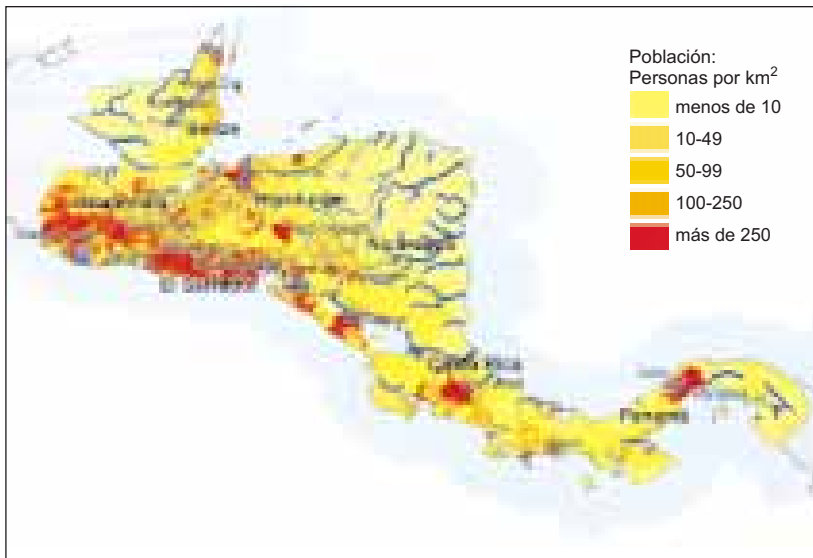 Población:
Personas por km²
menos de 10
10-49
50-99
100-250
más de 250
Belize
Guatemala
Honduras
Nicaragua
El Salvador
Costa Rica
Panamá